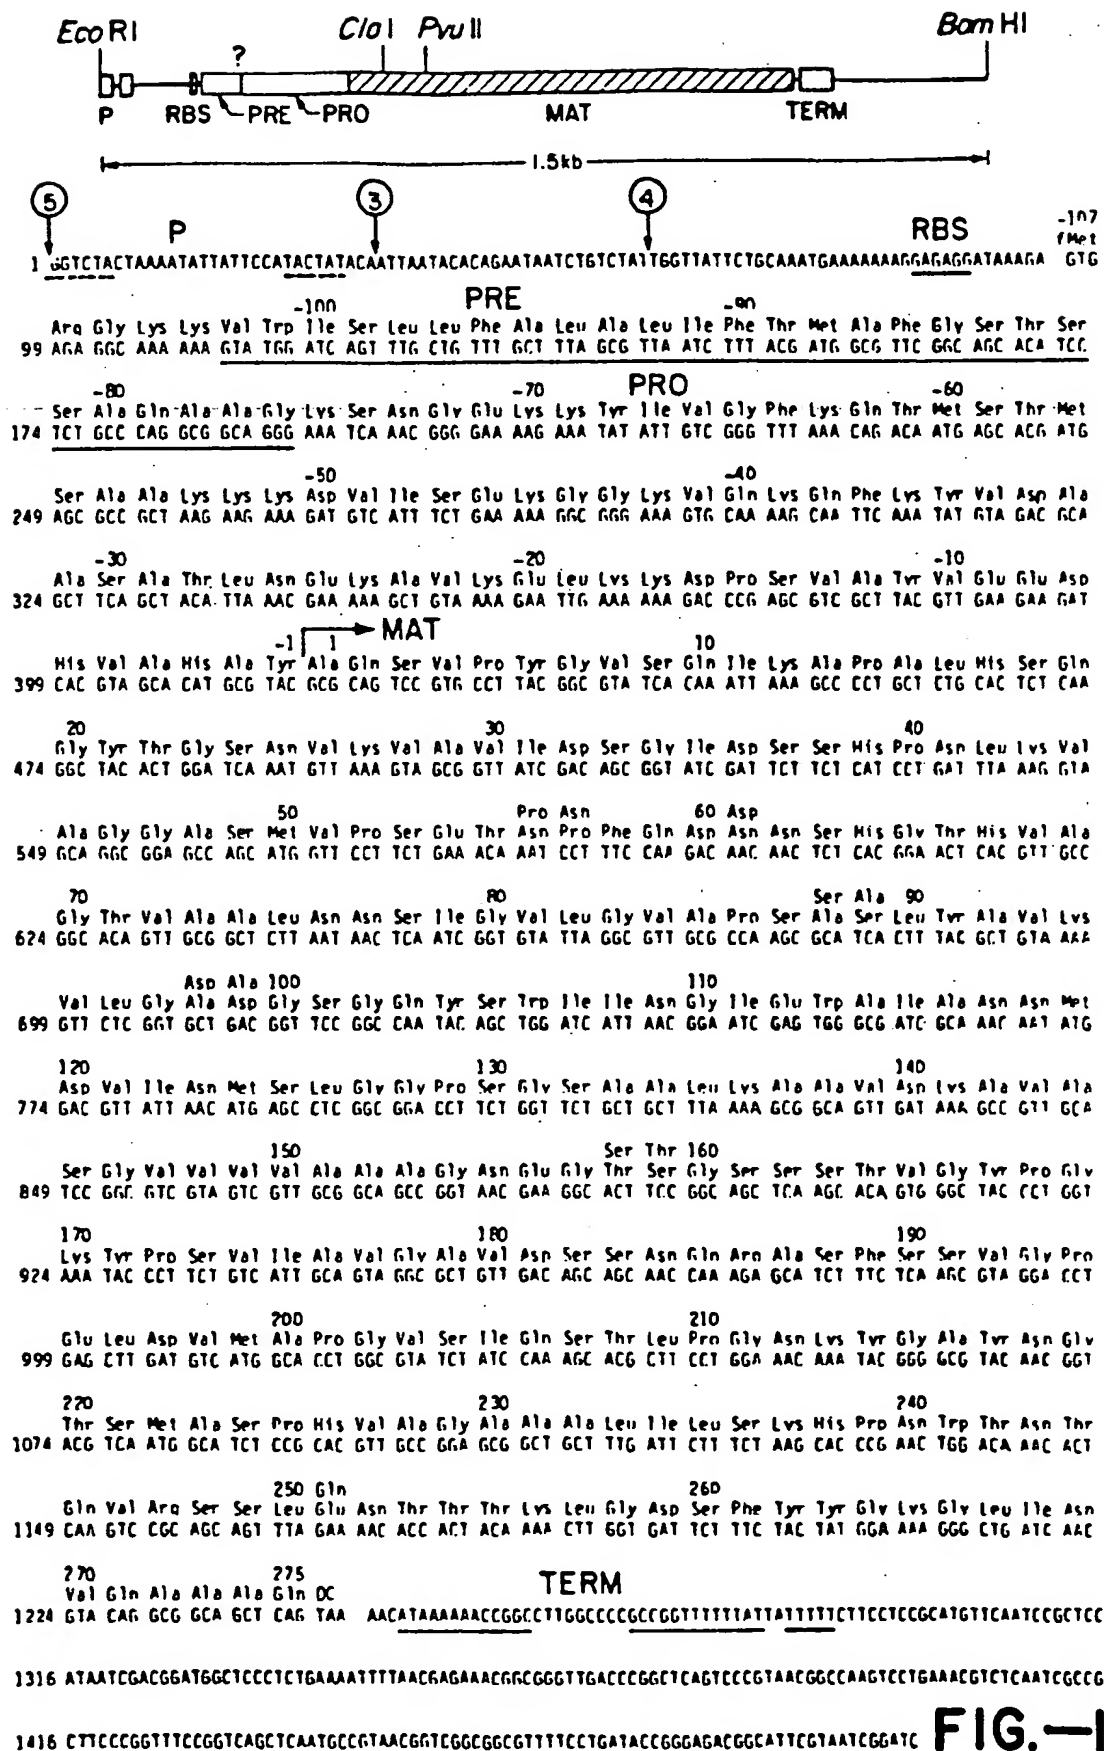 EcoRI ClaI PvuII BamHI
?
P RBS PRE PRO MAT TERM
1.5kb
5 3 4
P RBS -107
fMet
1 GGTCTACTAAAATATTATTCCATACTATACAATTAATACACAGAATAATCTGTCTATTGGTTATTCTGCAAATGAAAAAAAGGAGAGGATAAAGA GTG
PRE
-100 -90
Arg Gly Lys Lys Val Trp Ile Ser Leu Leu Phe Ala Leu Ala Leu Ile Phe Thr Met Ala Phe Gly Ser Thr Ser
99 AGA GGC AAA AAA GTA TGG ATC AGT TTG CTG TTT GCT TTA GCG TTA ATC TTT ACG ATG GCG TTC GGC AGC ACA TCC
PRO
-80 -70 -60
Ser Ala Gln Ala Ala Gly Lys Ser Asn Gly Glu Lys Lys Tyr Ile Val Gly Phe Lys Gln Thr Met Ser Thr Met
174 TCT GCC CAG GCG GCA GGG AAA TCA AAC GGG GAA AAG AAA TAT ATT GTC GGG TTT AAA CAG ACA ATG AGC ACG ATG
-50 -40
Ser Ala Ala Lys Lys Lys Asp Val Ile Ser Glu Lys Gly Gly Lys Val Gln Lys Gln Phe Lys Tyr Val Asp Ala
249 AGC GCC GCT AAG AAG AAA GAT GTC ATT TCT GAA AAA GGC GGG AAA GTG CAA AAG CAA TTC AAA TAT GTA GAC GCA
-30 -20 -10
Ala Ser Ala Thr Leu Asn Glu Lys Ala Val Lys Glu Leu Lys Lys Asp Pro Ser Val Ala Tyr Val Glu Glu Asp
324 GCT TCA GCT ACA TTA AAC GAA AAA GCT GTA AAA GAA TTG AAA AAA GAC CCG AGC GTC GCT TAC GTT GAA GAA GAT
-1 1 MAT
10
His Val Ala His Ala Tyr Ala Gln Ser Val Pro Tyr Gly Val Ser Gln Ile Lys Ala Pro Ala Leu His Ser Gln
399 CAC GTA GCA CAT GCG TAC GCG CAG TCC GTG CCT TAC GGC GTA TCA CAA ATT AAA GCC CCT GCT CTG CAC TCT CAA
20 30 40
Gly Tyr Thr Gly Ser Asn Val Lys Val Ala Val Ile Asp Ser Gly Ile Asp Ser Ser His Pro Asn Leu Lys Val
474 GGC TAC ACT GGA TCA AAT GTT AAA GTA GCG GTT ATC GAC AGC GGT ATC GAT TCT TCT CAT CCT GAT TTA AAG GTA
50 Pro Asn 60 Asp
Ala Gly Gly Ala Ser Met Val Pro Ser Glu Thr Asn Pro Phe Gln Asp Asn Asn Ser His Gly Thr His Val Ala
549 GCA GGC GGA GCC AGC ATG GTT CCT TCT GAA ACA AAT CCT TTC CAA GAC AAC AAC TCT CAC GGA ACT CAC GTT GCC
70 80 Ser Ala 90
Gly Thr Val Ala Ala Leu Asn Asn Ser Ile Gly Val Leu Gly Val Ala Pro Ser Ala Ser Leu Tyr Ala Val Lys
624 GGC ACA GTT GCG GCT CTT AAT AAC TCA ATC GGT GTA TTA GGC GTT GCG CCA AGC GCA TCA CTT TAC GCT GTA AAA
Asp Ala 100 110
Val Leu Gly Ala Asp Gly Ser Gly Gln Tyr Ser Trp Ile Ile Asn Gly Ile Glu Trp Ala Ile Ala Asn Asn Met
699 GTT CTC GGT GCT GAC GGT TCC GGC CAA TAC AGC TGG ATC ATT AAC GGA ATC GAG TGG GCG ATC GCA AAC AAT ATG
120 130 140
Asp Val Ile Asn Met Ser Leu Gly Gly Pro Ser Gly Ser Ala Ala Leu Lys Ala Ala Val Asn Lys Ala Val Ala
774 GAC GTT ATT AAC ATG AGC CTC GGC GGA CCT TCT GGT TCT GCT GCT TTA AAA GCG GCA GTT GAT AAA GCC GTT GCA
150 Ser Thr 160
Ser Gly Val Val Val Val Ala Ala Ala Gly Asn Glu Gly Thr Ser Gly Ser Ser Ser Thr Val Gly Tyr Pro Gly
849 TCC GGC GTC GTA GTC GTT GCG GCA GCC GGT AAC GAA GGC ACT TCC GGC AGC TCA AGC ACA GTG GGC TAC CCT GGT
170 180 190
Lys Tyr Pro Ser Val Ile Ala Val Gly Ala Val Asp Ser Ser Asn Gln Arg Ala Ser Phe Ser Ser Val Gly Pro
924 AAA TAC CCT TCT GTC ATT GCA GTA GGC GCT GTT GAC AGC AGC AAC CAA AGA GCA TCT TTC TCA AGC GTA GGA CCT
200 210
Glu Leu Asp Val Met Ala Pro Gly Val Ser Ile Gln Ser Thr Leu Pro Gly Asn Lys Tyr Gly Ala Tyr Asn Gly
999 GAG CTT GAT GTC ATG GCA CCT GGC GTA TCT ATC CAA AGC ACG CTT CCT GGA AAC AAA TAC GGG GCG TAC AAC GGT
220 230 240
Thr Ser Met Ala Ser Pro His Val Ala Gly Ala Ala Ala Leu Ile Leu Ser Lys His Pro Asn Trp Thr Asn Thr
1074 ACG TCA ATG GCA TCT CCG CAC GTT GCC GGA GCG GCT GCT TTG ATT CTT TCT AAG CAC CCG AAC TGG ACA AAC ACT
250 Gln 260
Gln Val Arg Ser Ser Leu Glu Asn Thr Thr Thr Lys Leu Gly Asp Ser Phe Tyr Tyr Gly Lys Gly Leu Ile Asn
1149 CAA GTC CGC AGC AGT TTA GAA AAC ACC ACT ACA AAA CTT GGT GAT TCT TTC TAC TAT GGA AAA GGG CTG ATC AAC
270 275 TERM
Val Gln Ala Ala Ala Gln OC
1224 GTA CAG GCG GCA GCT CAG TAA AACATAAAAAACCGGCCTTGGCCCCGCCGGTTTTTTATTATTTTTCTTCCTCCGCATGTTCAATCCGCTCC
1316 ATAATCGACGGATGGCTCCCTCTGAAAATTTTAACGAGAAACGGCGGGTTGACCCGGCTCAGTCCCGTAACGGCCAAGTCCTGAAACGTCTCAATCGCCG
1416 CTTCCCGGTTTCCGGTCAGCTCAATGCCGTAACGGTCGGCGGCGTTTTCCTGATACCGGGAGACGGCATTCGTAATCGGATC FIG.—1